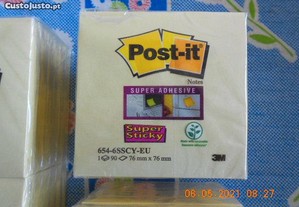 CustoJusto.pt
Post-it
Notes
SUPER ADHESIVE
Super
Sticky
654-6SSCY-EU
76 mm x 76 mm
3M
06 05 2021 08:27